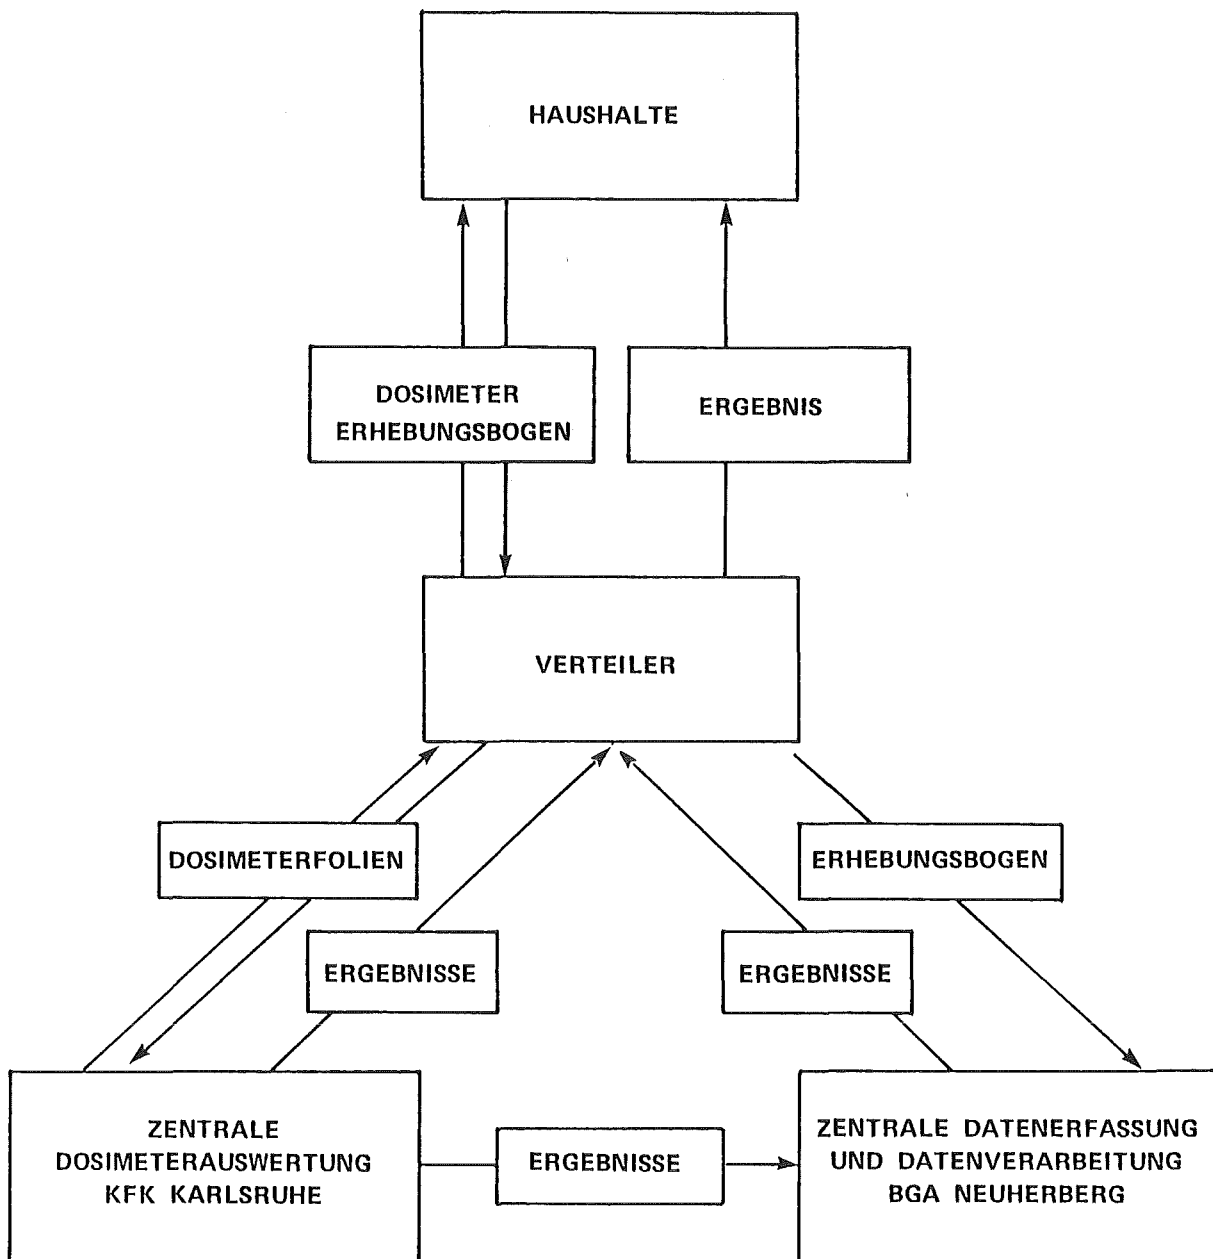 HAUSHALTE
DOSIMETER
ERHEBUNGSBOGEN
ERGEBNIS
VERTEILER
DOSIMETERFOLIEN
ERHEBUNGSBOGEN
ERGEBNISSE
ERGEBNISSE
ZENTRALE
DOSIMETERAUSWERTUNG
KFK KARLSRUHE
ERGEBNISSE
ZENTRALE DATENERFASSUNG
UND DATENVERARBEITUNG
BGA NEUHERBERG